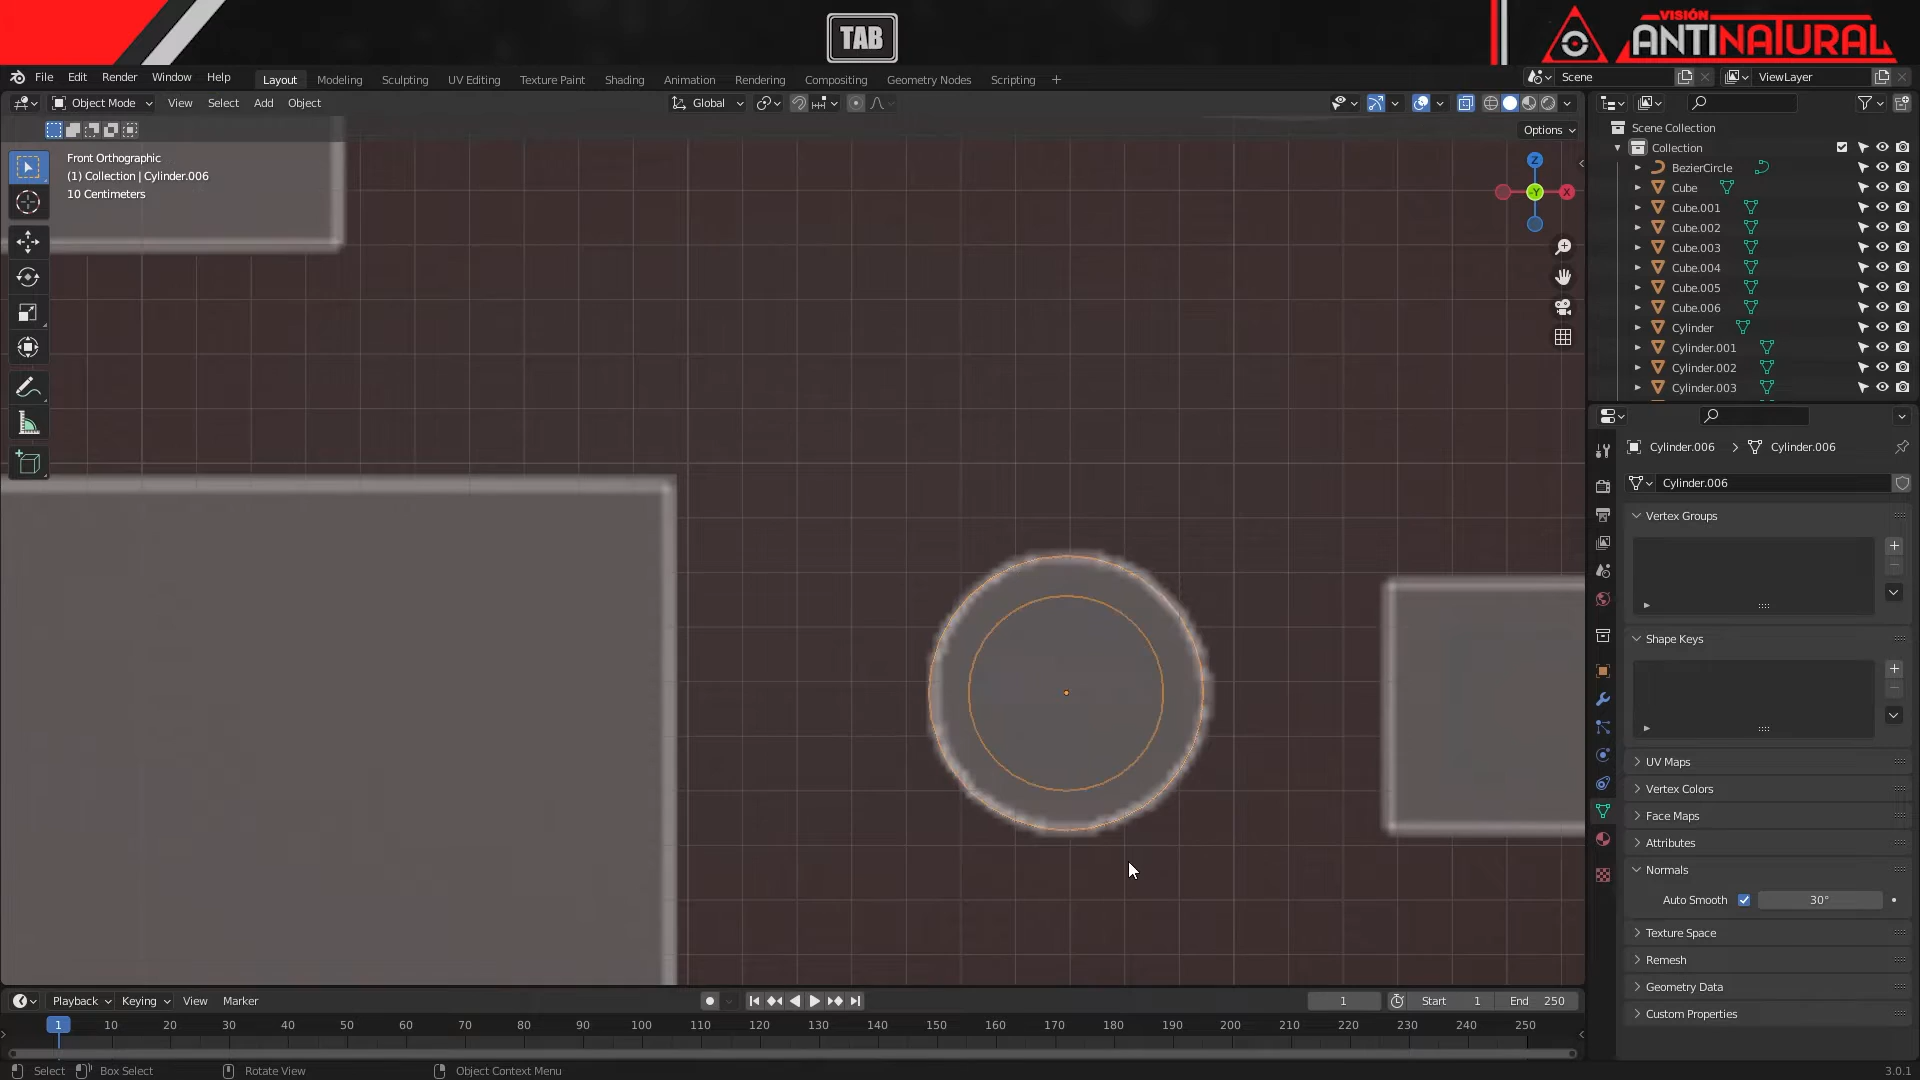 TAB
VISIÓN
ANTINATURAL
File Edit Render Window Help
Layout Modeling Sculpting UV Editing Texture Paint Shading Animation Rendering Compositing Geometry Nodes Scripting +
Scene
ViewLayer
Object Mode View Select Add Object
Global
Options
Front Orthographic
(1) Collection | Cylinder.006
10 Centimeters
Z
Y
X
Scene Collection
Collection
BezierCircle
Cube
Cube.001
Cube.002
Cube.003
Cube.004
Cube.005
Cube.006
Cylinder
Cylinder.001
Cylinder.002
Cylinder.003
Cylinder.006 > Cylinder.006
Cylinder.006
Vertex Groups
Shape Keys
UV Maps
Vertex Colors
Face Maps
Attributes
Normals
Auto Smooth 30°
Texture Space
Remesh
Geometry Data
Custom Properties
Playback Keying View Marker
1 Start 1 End 250
1 10 20 30 40 50 60 70 80 90 100 110 120 130 140 150 160 170 180 190 200 210 220 230 240 250
Select Box Select Rotate View Object Context Menu 3.0.1